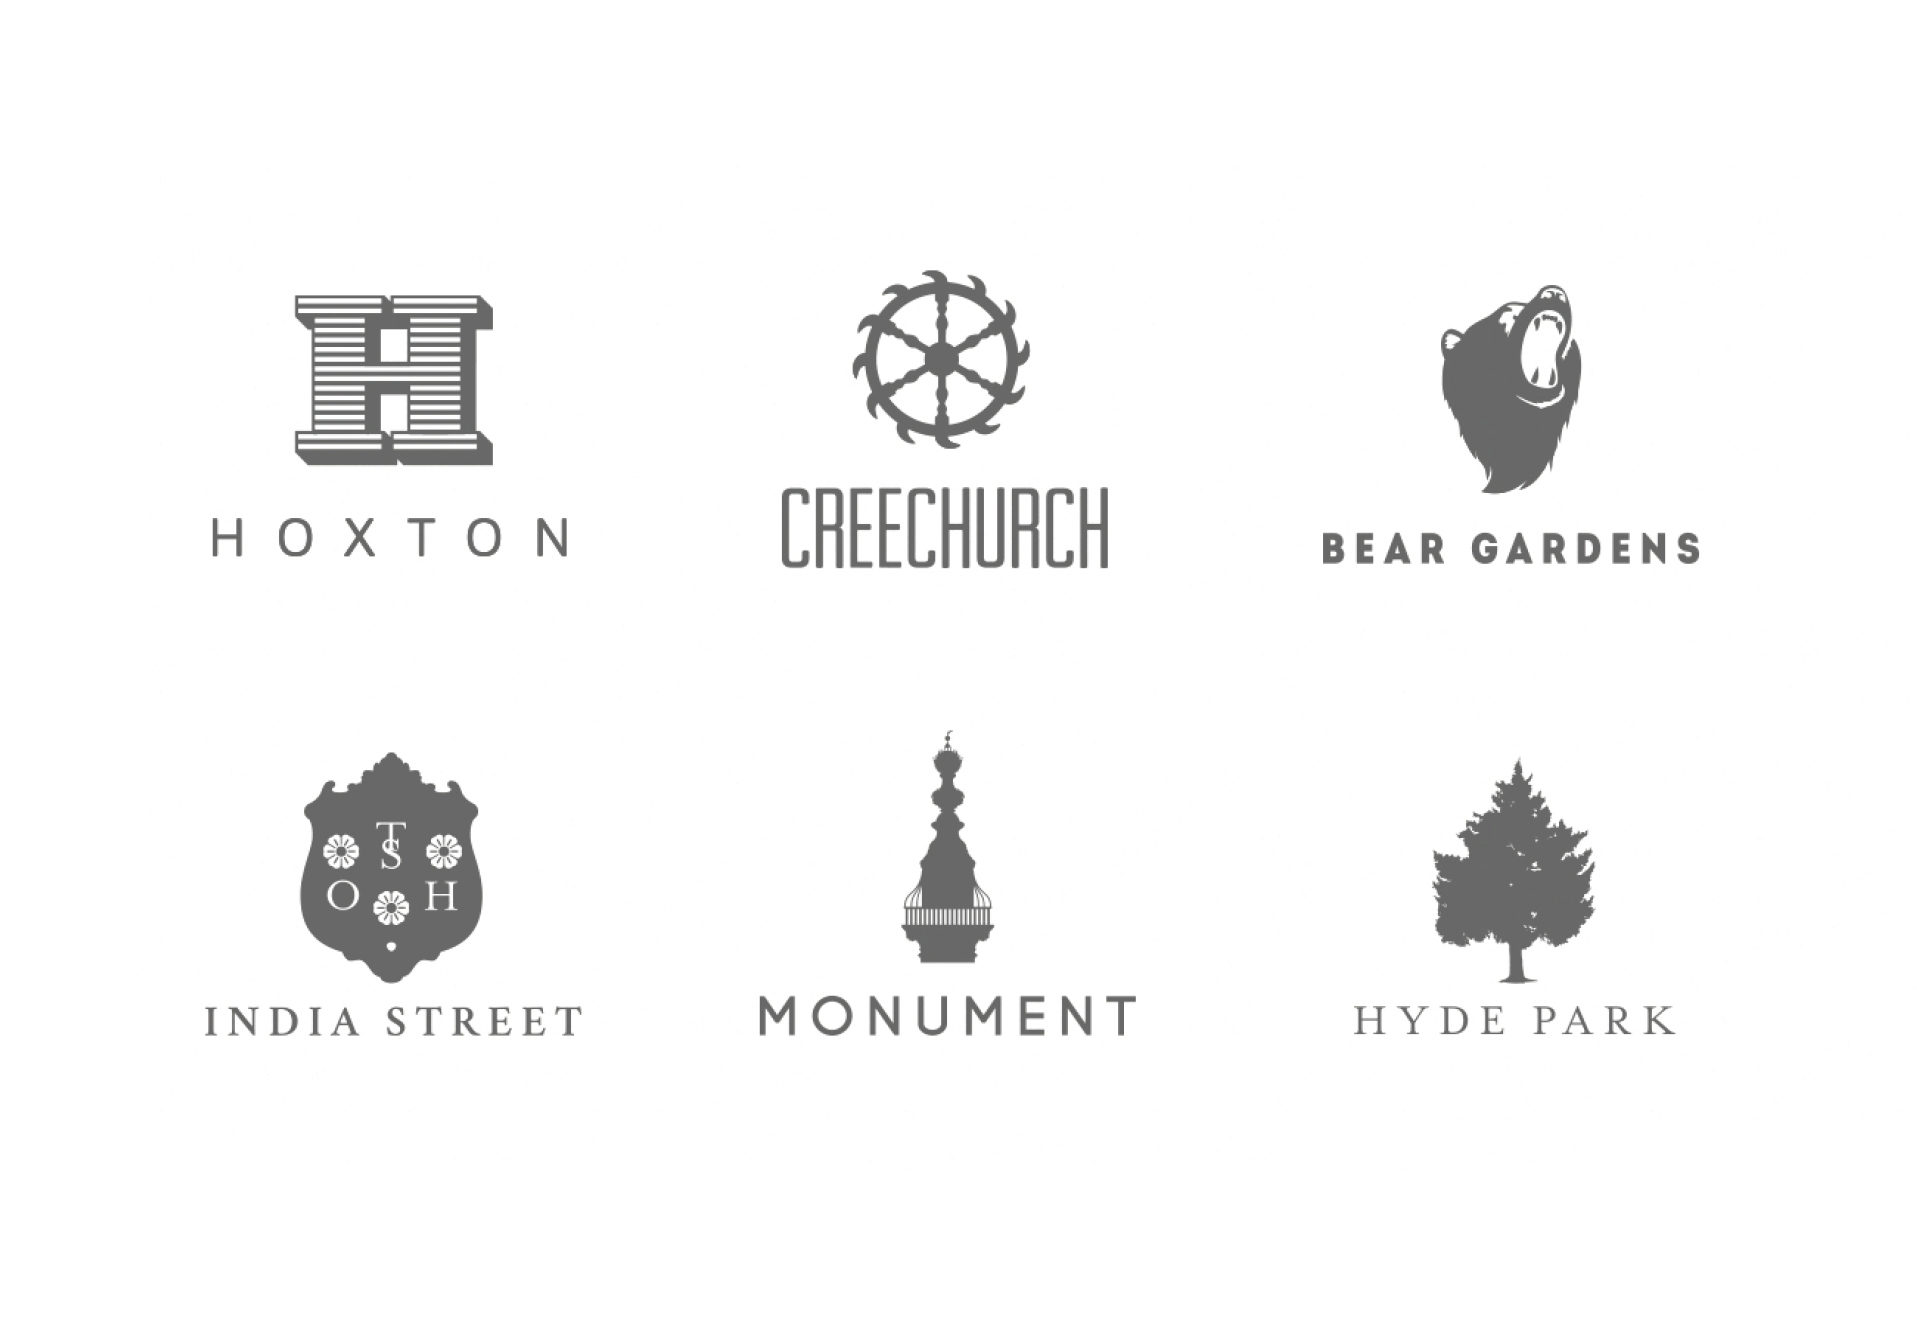 H
HOXTON
CREECHURCH
BEAR GARDENS
T
S
O H
INDIA STREET
MONUMENT
HYDE PARK